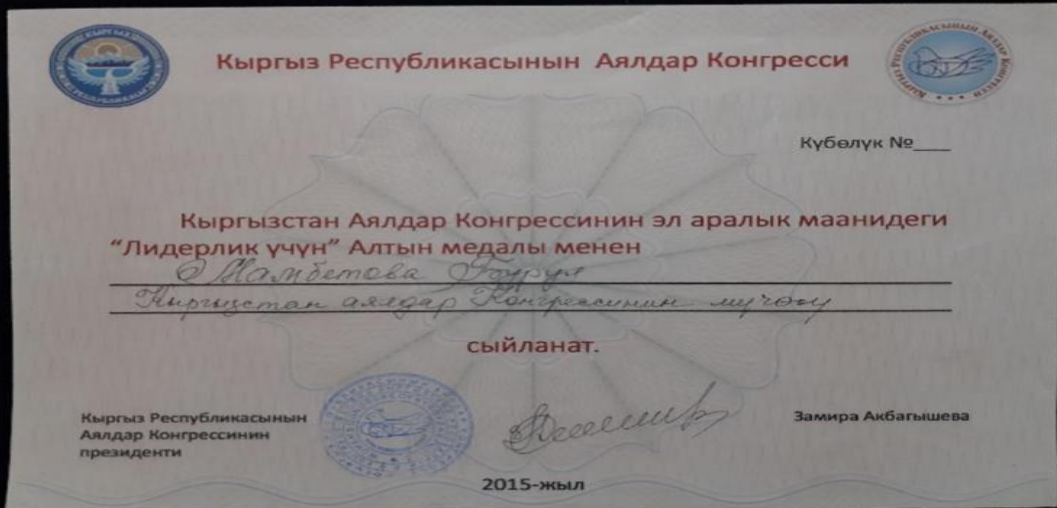 Кыргыз Республикасынын Аялдар Конгресси
Күбөлүк №___
Кыргызстан Аялдар Конгрессинин эл аралык маанидеги
“Лидерлик үчүн” Алтын медалы менен
Мамбетова
Кыргызстан аялдар Конгрессинин мүчөсү
сыйланат.
Кыргыз Республикасынын
Аялдар Конгрессинин
президенти
Замира Акбагышева
2015-жыл